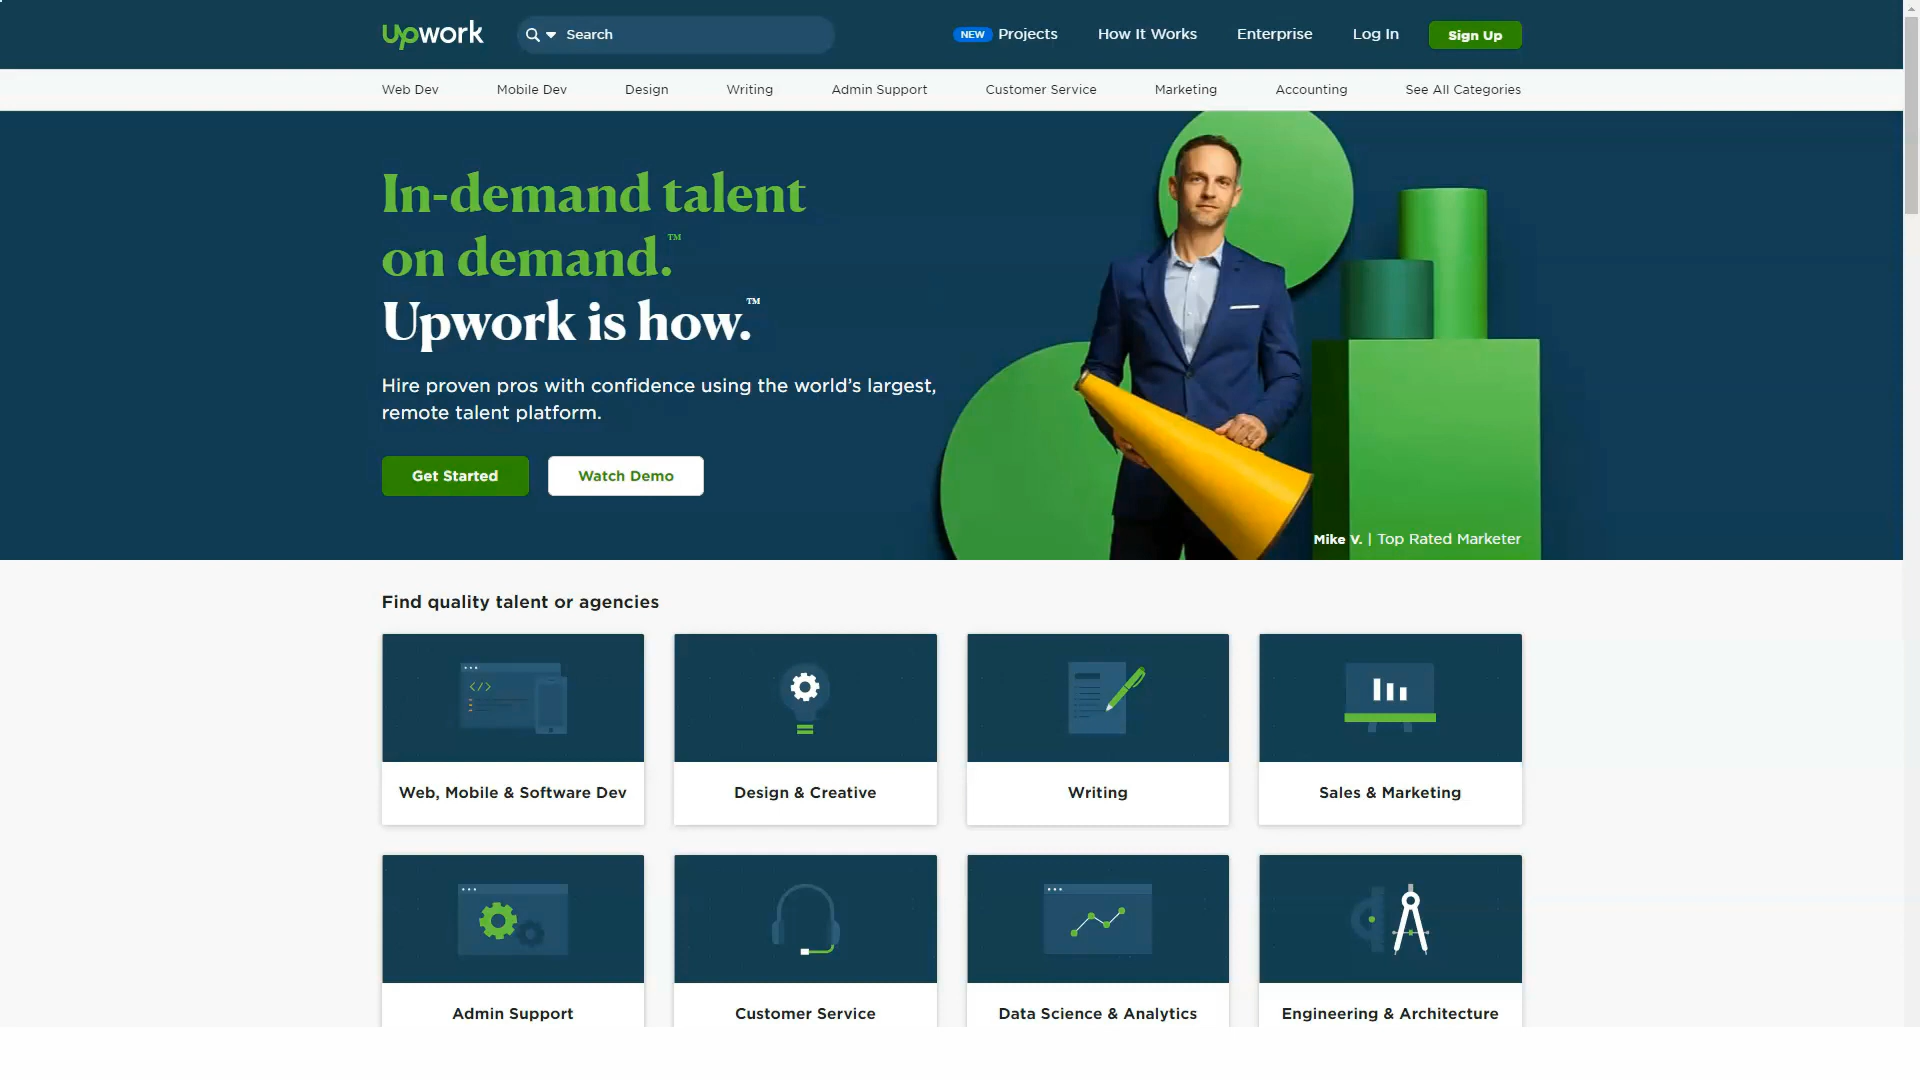 Upwork
Search
NEW Projects
How It Works
Enterprise
Log In
Sign Up
Web Dev
Mobile Dev
Design
Writing
Admin Support
Customer Service
Marketing
Accounting
See All Categories
In-demand talent
on demand.™
Upwork is how.™
Hire proven pros with confidence using the world's largest,
remote talent platform.
Get Started
Watch Demo
Mike V. | Top Rated Marketer
Find quality talent or agencies
</>
Web, Mobile & Software Dev
Design & Creative
Writing
Sales & Marketing
Admin Support
Customer Service
Data Science & Analytics
Engineering & Architecture